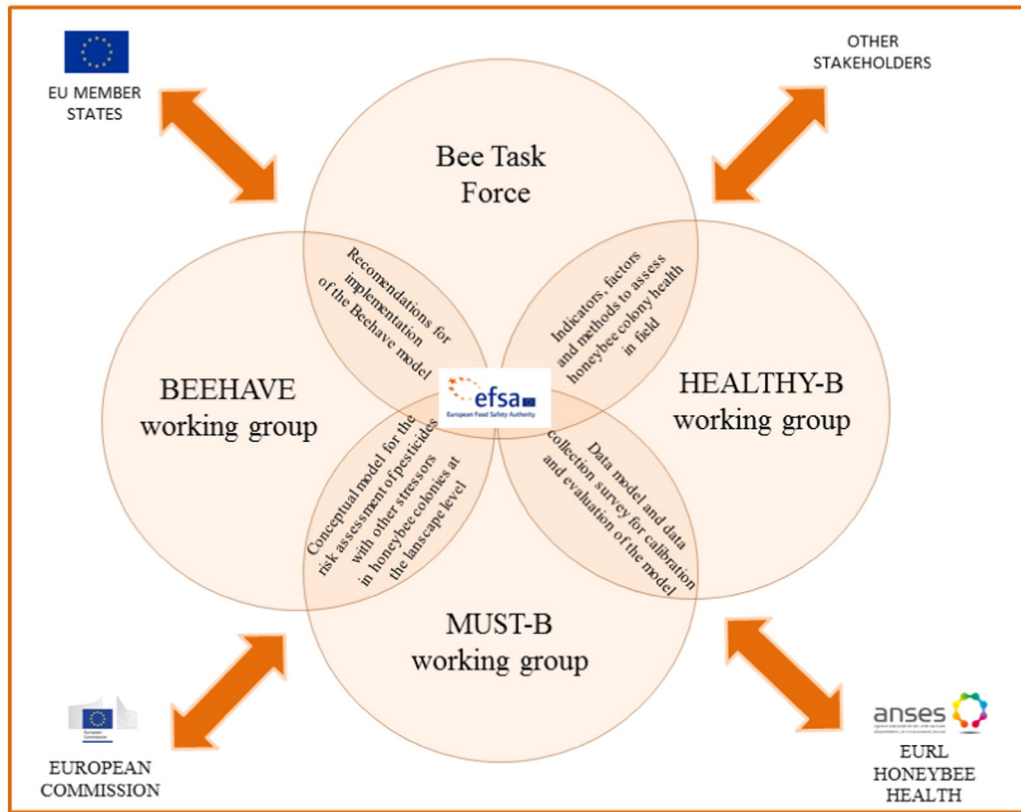 EU MEMBER
STATES
OTHER
STAKEHOLDERS
Bee Task
Force
Recomendations for
implementation
of the Beehave model
Indicators, factors
and methods to assess
honeybee colony health
in field
BEEHAVE
working group
efsa
European Food Safety Authority
HEALTHY-B
working group
Conceptual model for the
risk assessment of pesticides
with other stressors
in honeybee colonies at
the lanscape level
Data model and data
collection survey for calibration
and evaluation of the model
MUST-B
working group
European
Commission
EUROPEAN
COMMISSION
anses
EURL
HONEYBEE
HEALTH